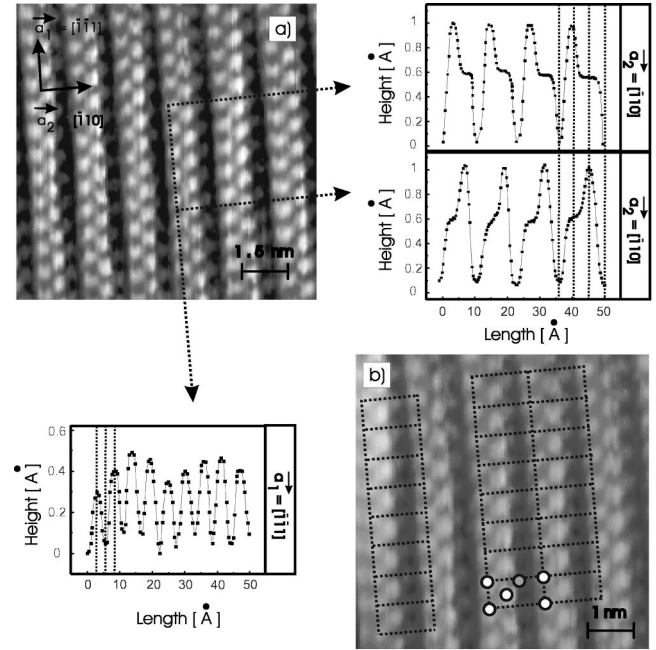 a)
a₁ = [1̄1̄1]
a₂ = [1̄10]
1.5 nm
Height [ Å ]
1
0.8
0.6
0.4
0.2
0
a₂ = [1̄10]
Height [ Å ]
1
0.8
0.6
0.4
0.2
0
a₂ = [1̄10]
0 10 20 30 40 50
Length [ Å ]
b)
1 nm
Height [ Å ]
0.6
0.4
0.2
0
a₁ = [1̄1̄1]
0 10 20 30 40 50
Length [ Å ]